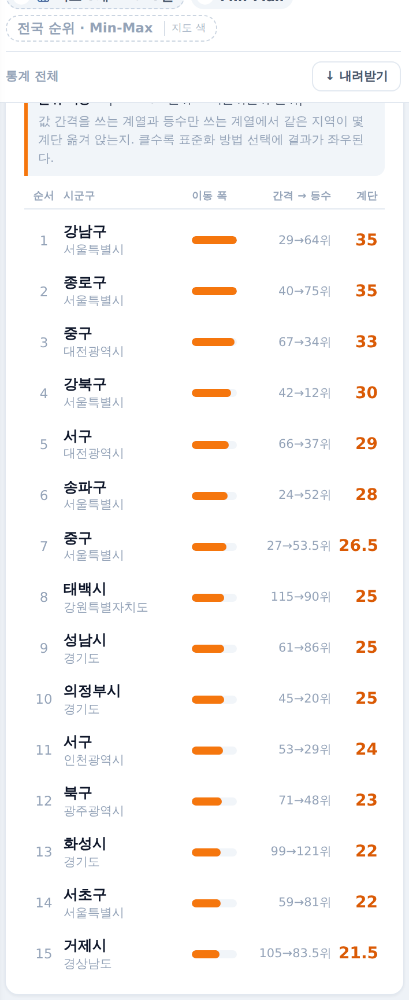 Min-Max
전국 순위 · Min-Max 지도 색
통계 전체 ↓ 내려받기
값 간격을 쓰는 계열과 등수만 쓰는 계열에서 같은 지역이 몇
계단 옮겨 앉는지. 클수록 표준화 방법 선택에 결과가 좌우된
다.
순서 시군구 이동 폭 간격 → 등수 계단
1 강남구 29→64위 35
서울특별시
2 종로구 40→75위 35
서울특별시
3 중구 67→34위 33
대전광역시
4 강북구 42→12위 30
서울특별시
5 서구 66→37위 29
대전광역시
6 송파구 24→52위 28
서울특별시
7 중구 27→53.5위 26.5
서울특별시
8 태백시 115→90위 25
강원특별자치도
9 성남시 61→86위 25
경기도
10 의정부시 45→20위 25
경기도
11 서구 53→29위 24
인천광역시
12 북구 71→48위 23
광주광역시
13 화성시 99→121위 22
경기도
14 서초구 59→81위 22
서울특별시
15 거제시 105→83.5위 21.5
경상남도